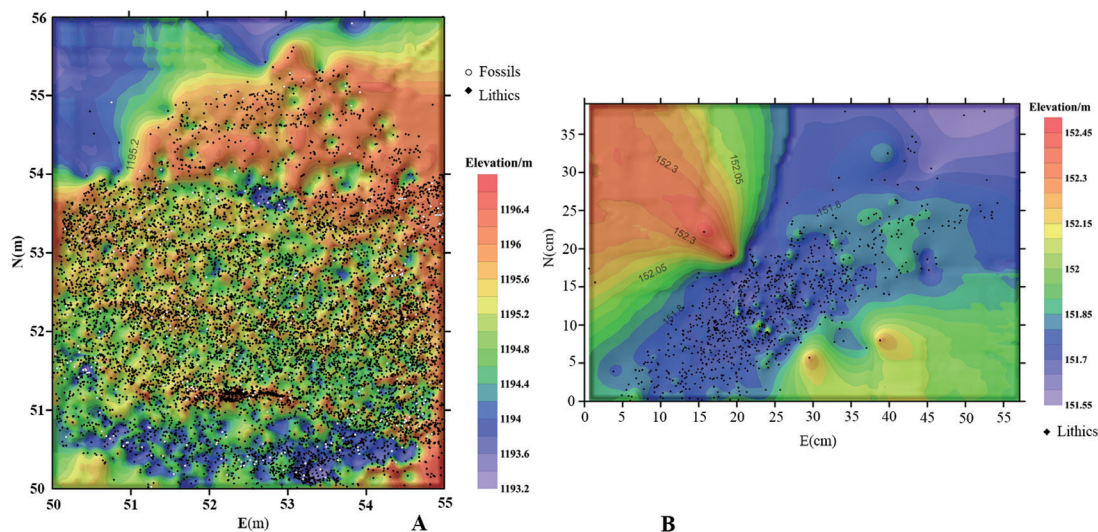 56
55
54
53
52
51
50
N(m)
50 51 52 53 54 55
E(m)
A
1195.2
Fossils
Lithics
Elevation/m
1196.4
1196
1195.6
1195.2
1194.8
1194.4
1194
1193.6
1193.2
35
30
25
20
15
10
5
0
N(cm)
0 5 10 15 20 25 30 35 40 45 50 55
E(cm)
B
152.3
152.05
151.8
152.3
152.05
151.8
Elevation/m
152.45
152.3
152.15
152
151.85
151.7
151.55
Lithics